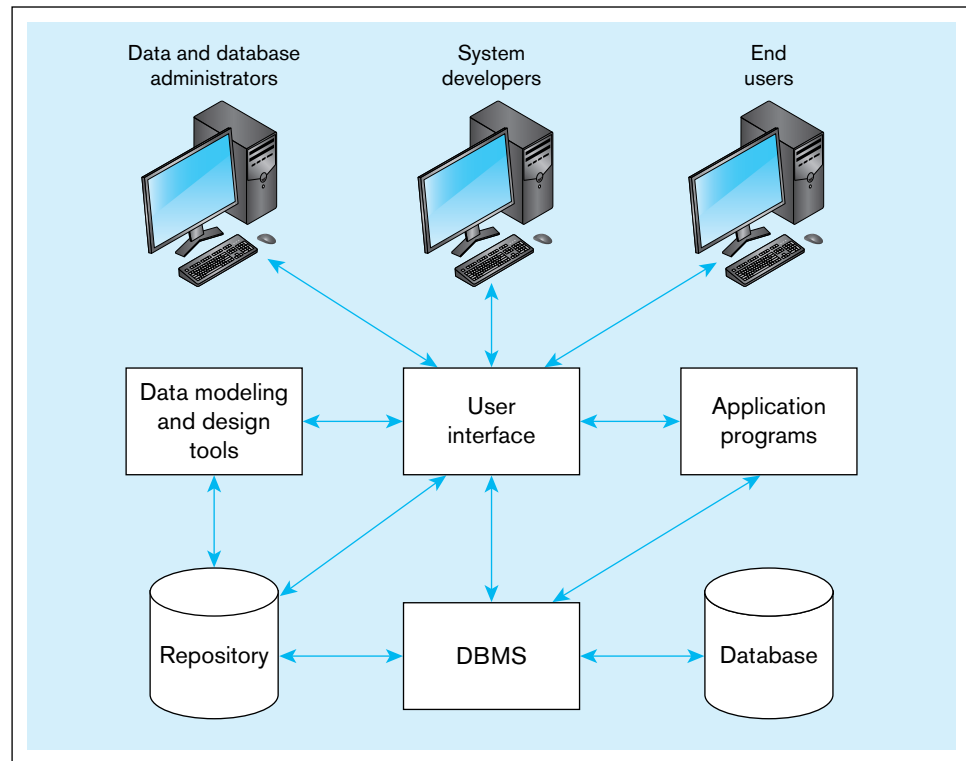 Data and database
administrators
System
developers
End
users
Data modeling
and design
tools
User
interface
Application
programs
Repository
DBMS
Database